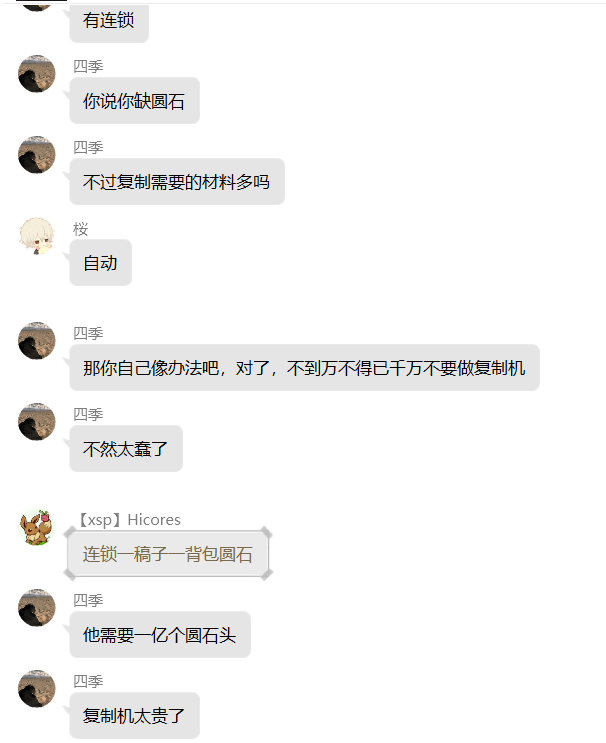 有连锁
四季
你说你缺圆石
四季
不过复制需要的材料多吗
桜
自动
四季
那你自己像办法吧，对了，不到万不得已千万不要做复制机
四季
不然太蠢了
【xsp】Hicores
连锁一稿子一背包圆石
四季
他需要一亿个圆石头
四季
复制机太贵了